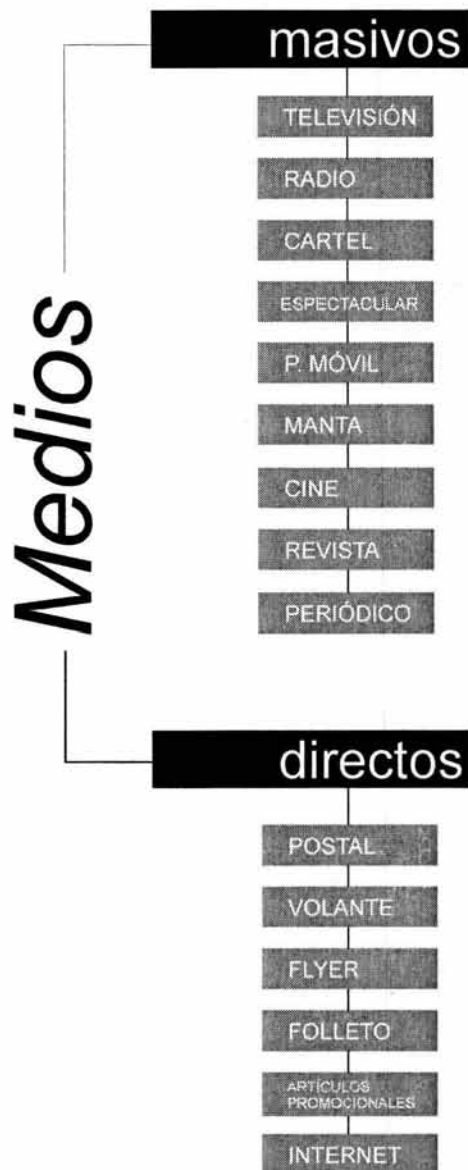 Medios
masivos
TELEVISIÓN
RADIO
CARTEL
ESPECTACULAR
P. MÓVIL
MANTA
CINE
REVISTA
PERIÓDICO
directos
POSTAL
VOLANTE
FLYER
FOLLETO
ARTÍCULOS
PROMOCIONALES
INTERNET